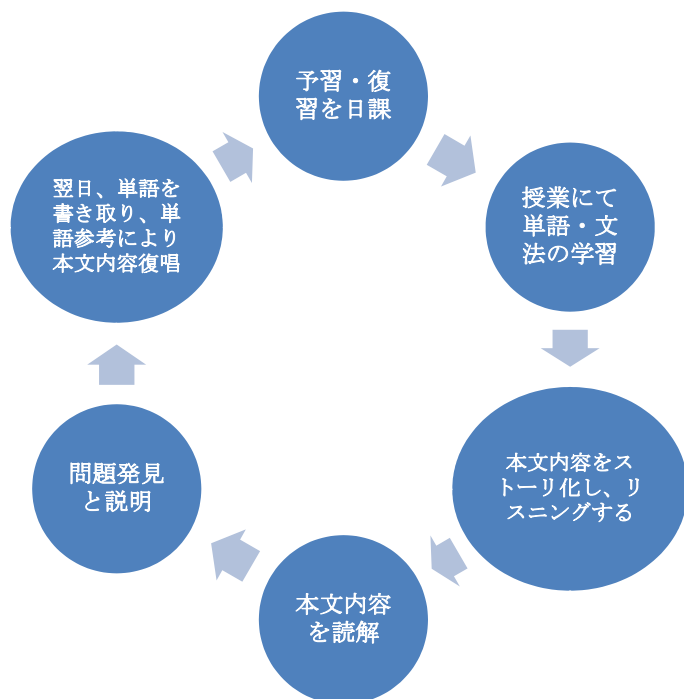 予習・復
習を日課
授業にて
単語・文
法の学習
本文内容をス
トーリ化し、リ
スニングする
本文内容
を読解
問題発見
と説明
翌日、単語を
書き取り、単
語参考により
本文内容復唱